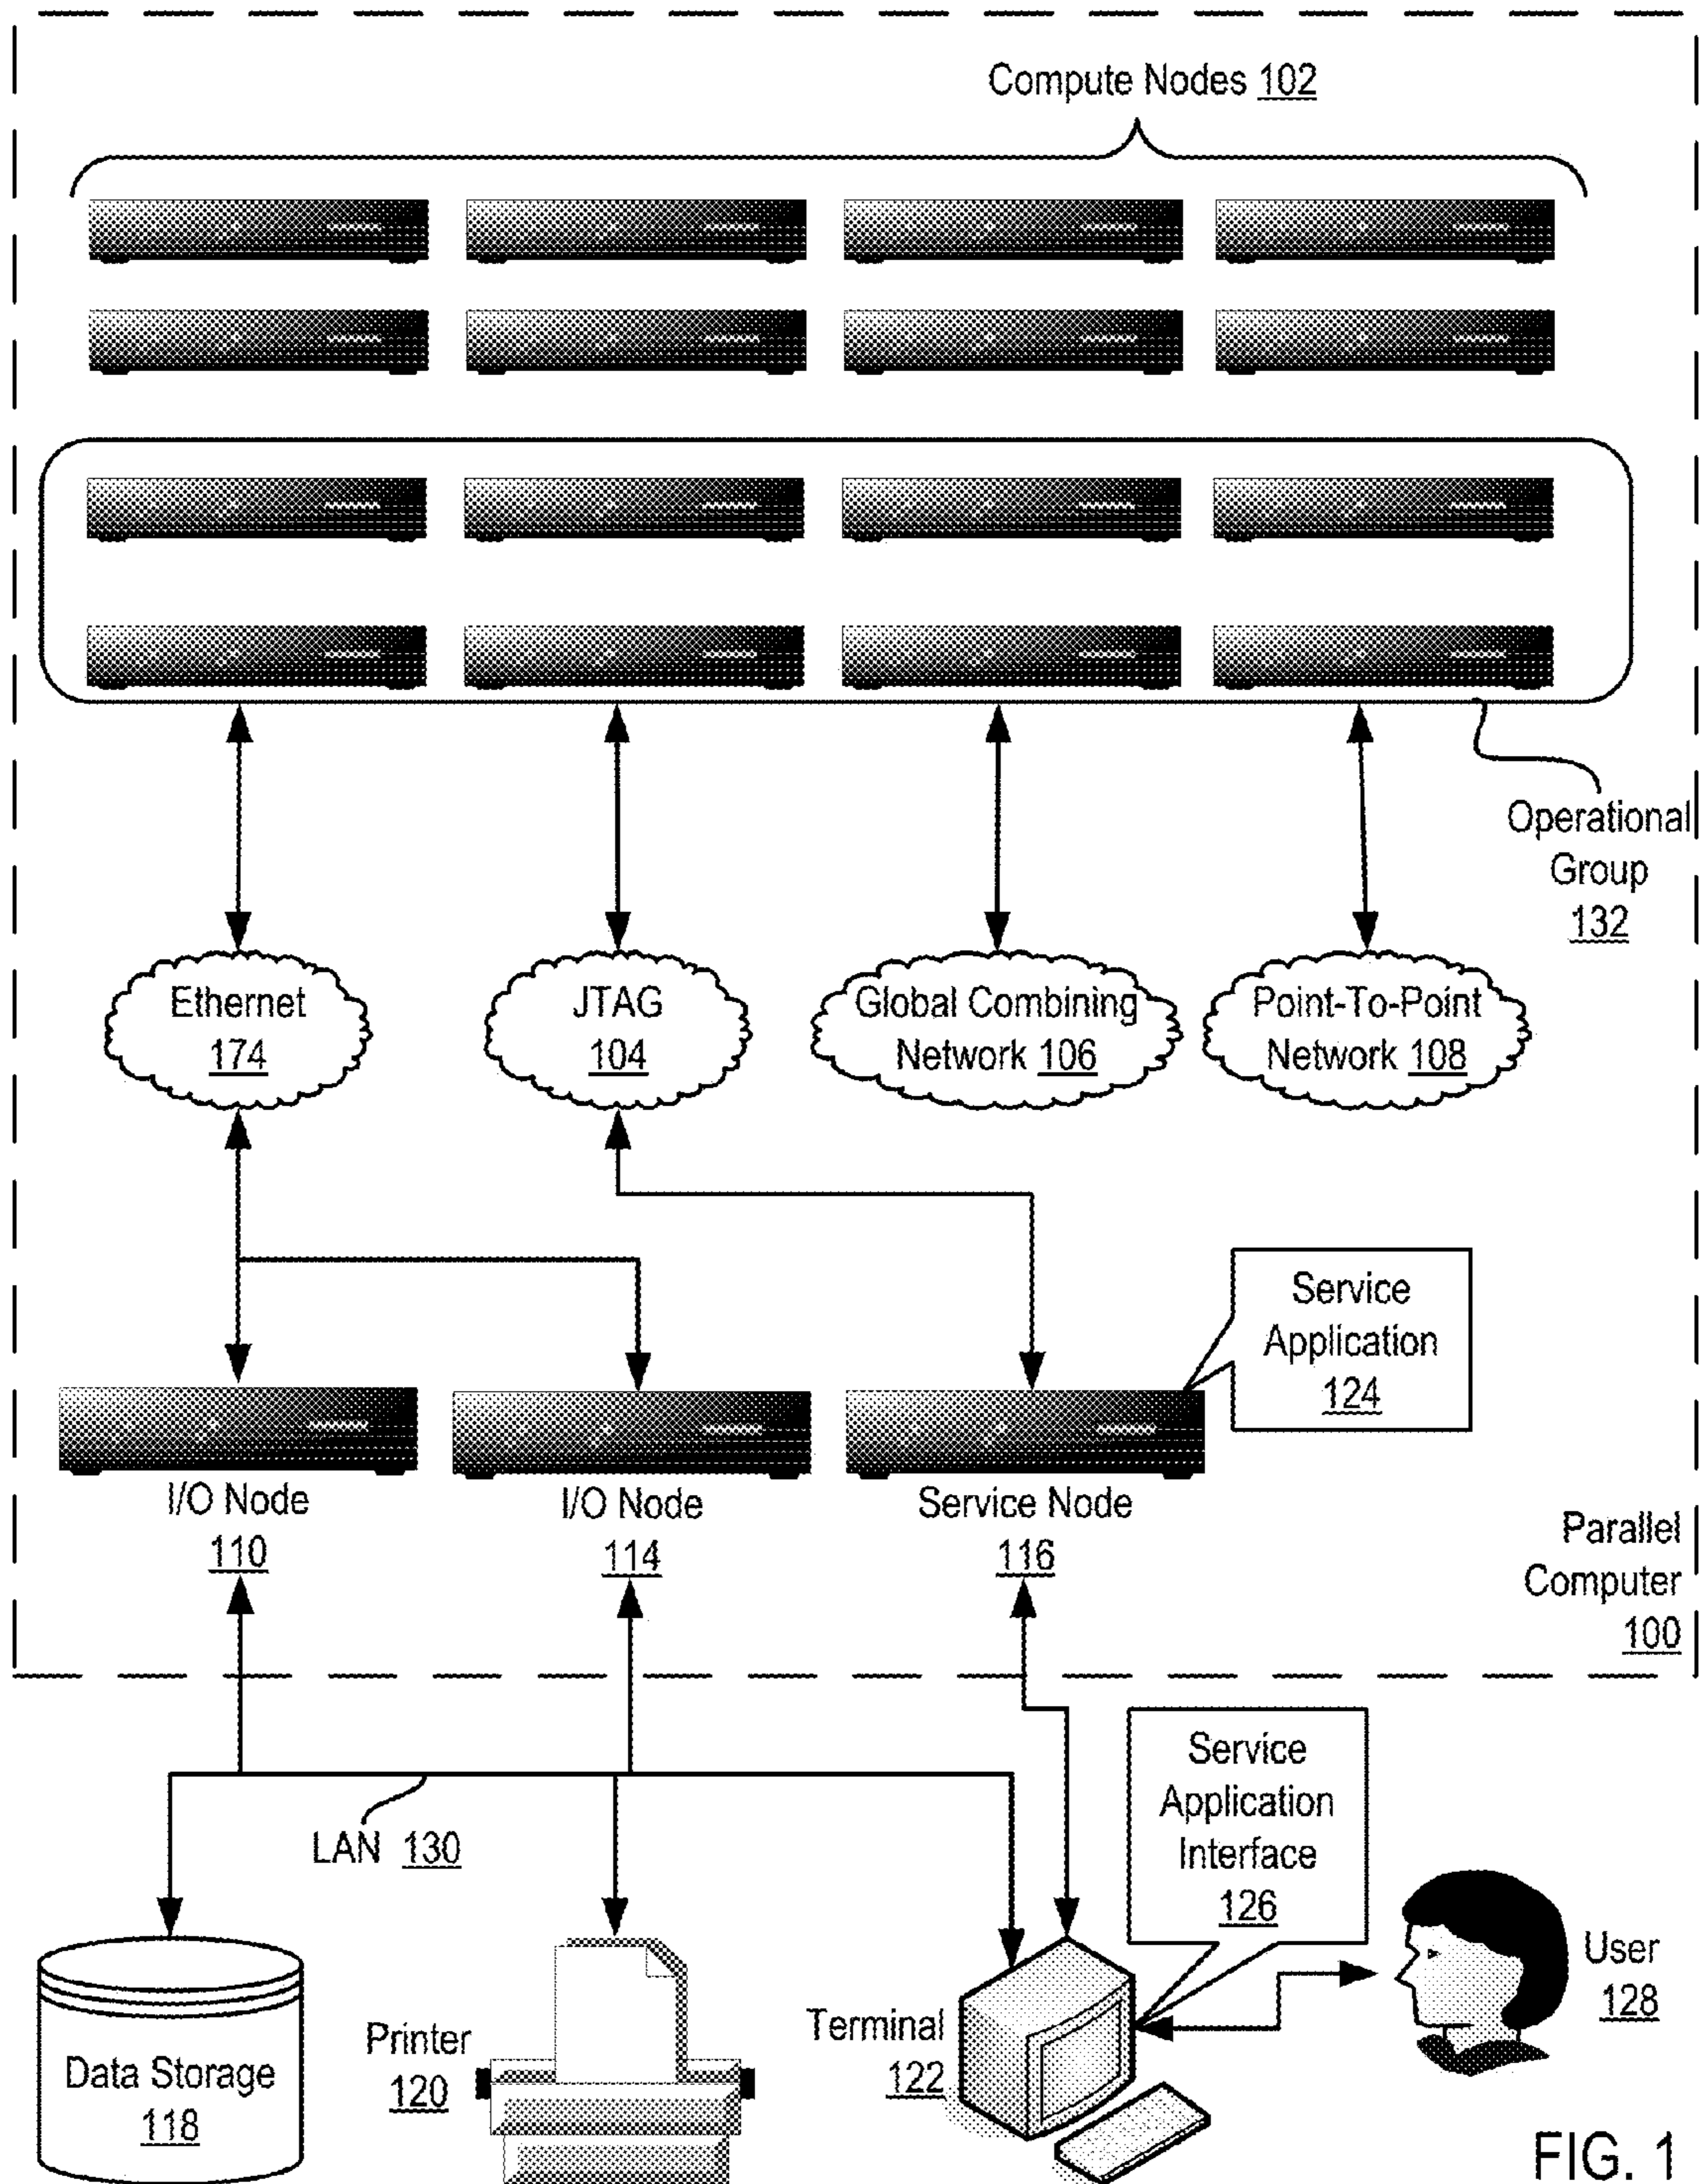 Compute Nodes 102
Operational
Group
132
Ethernet
174
JTAG
104
Global Combining
Network 106
Point-To-Point
Network 108
Service
Application
124
I/O Node
110
I/O Node
114
Service Node
116
Parallel
Computer
100
LAN 130
Service
Application
Interface
126
User
128
Data Storage
118
Printer
120
Terminal
122
FIG. 1